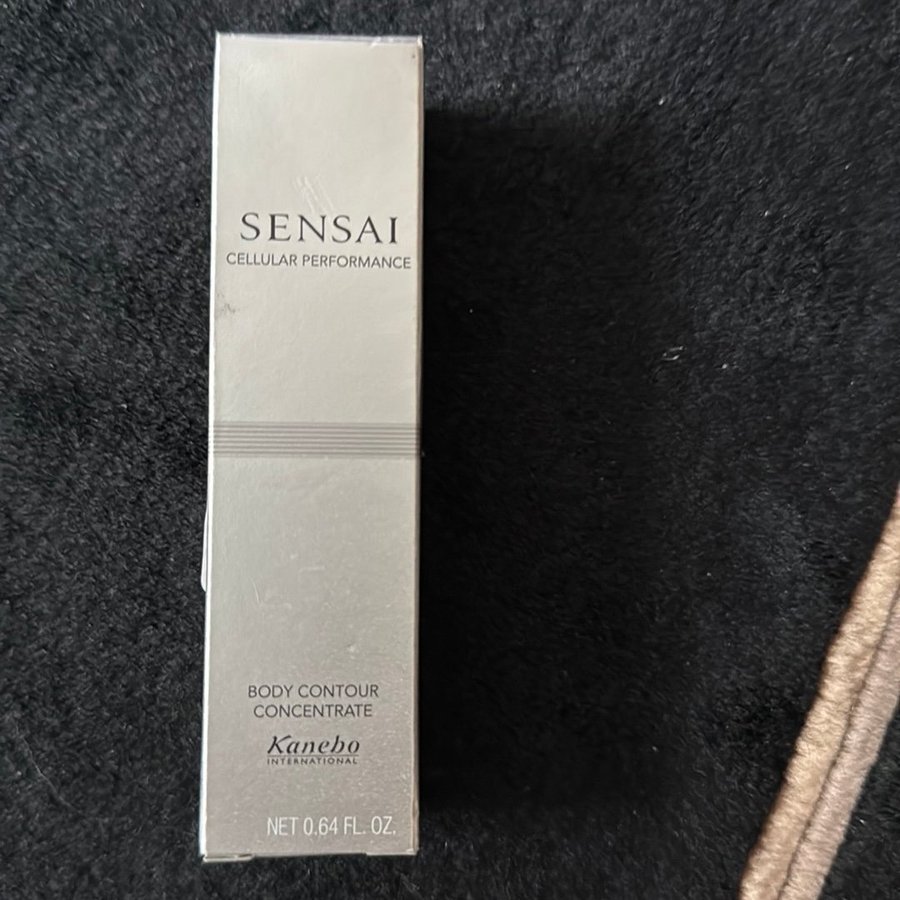 SENSAI
CELLULAR PERFORMANCE
BODY CONTOUR
CONCENTRATE
Kanebo
INTERNATIONAL
NET 0.64 FL. OZ.